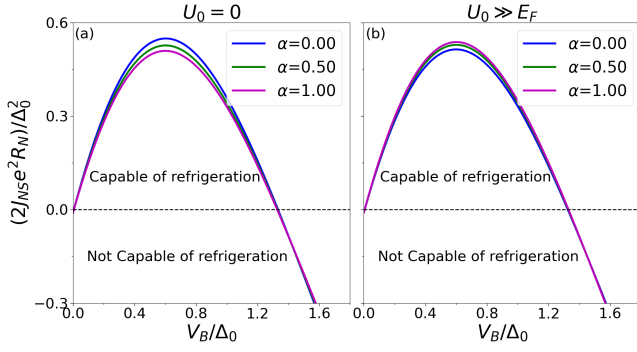 U₀ = 0
U₀ ≫ E_F
(a)
α=0.00
α=0.50
α=1.00
(b)
α=0.00
α=0.50
α=1.00
0.6
0.3
0.0
−0.3
(2J_NS e²R_N)/Δ₀²
Capable of refrigeration
Not Capable of refrigeration
Capable of refrigeration
Not Capable of refrigeration
0.0 0.4 0.8 1.2 1.6
0.0 0.4 0.8 1.2 1.6
V_B/Δ₀
V_B/Δ₀